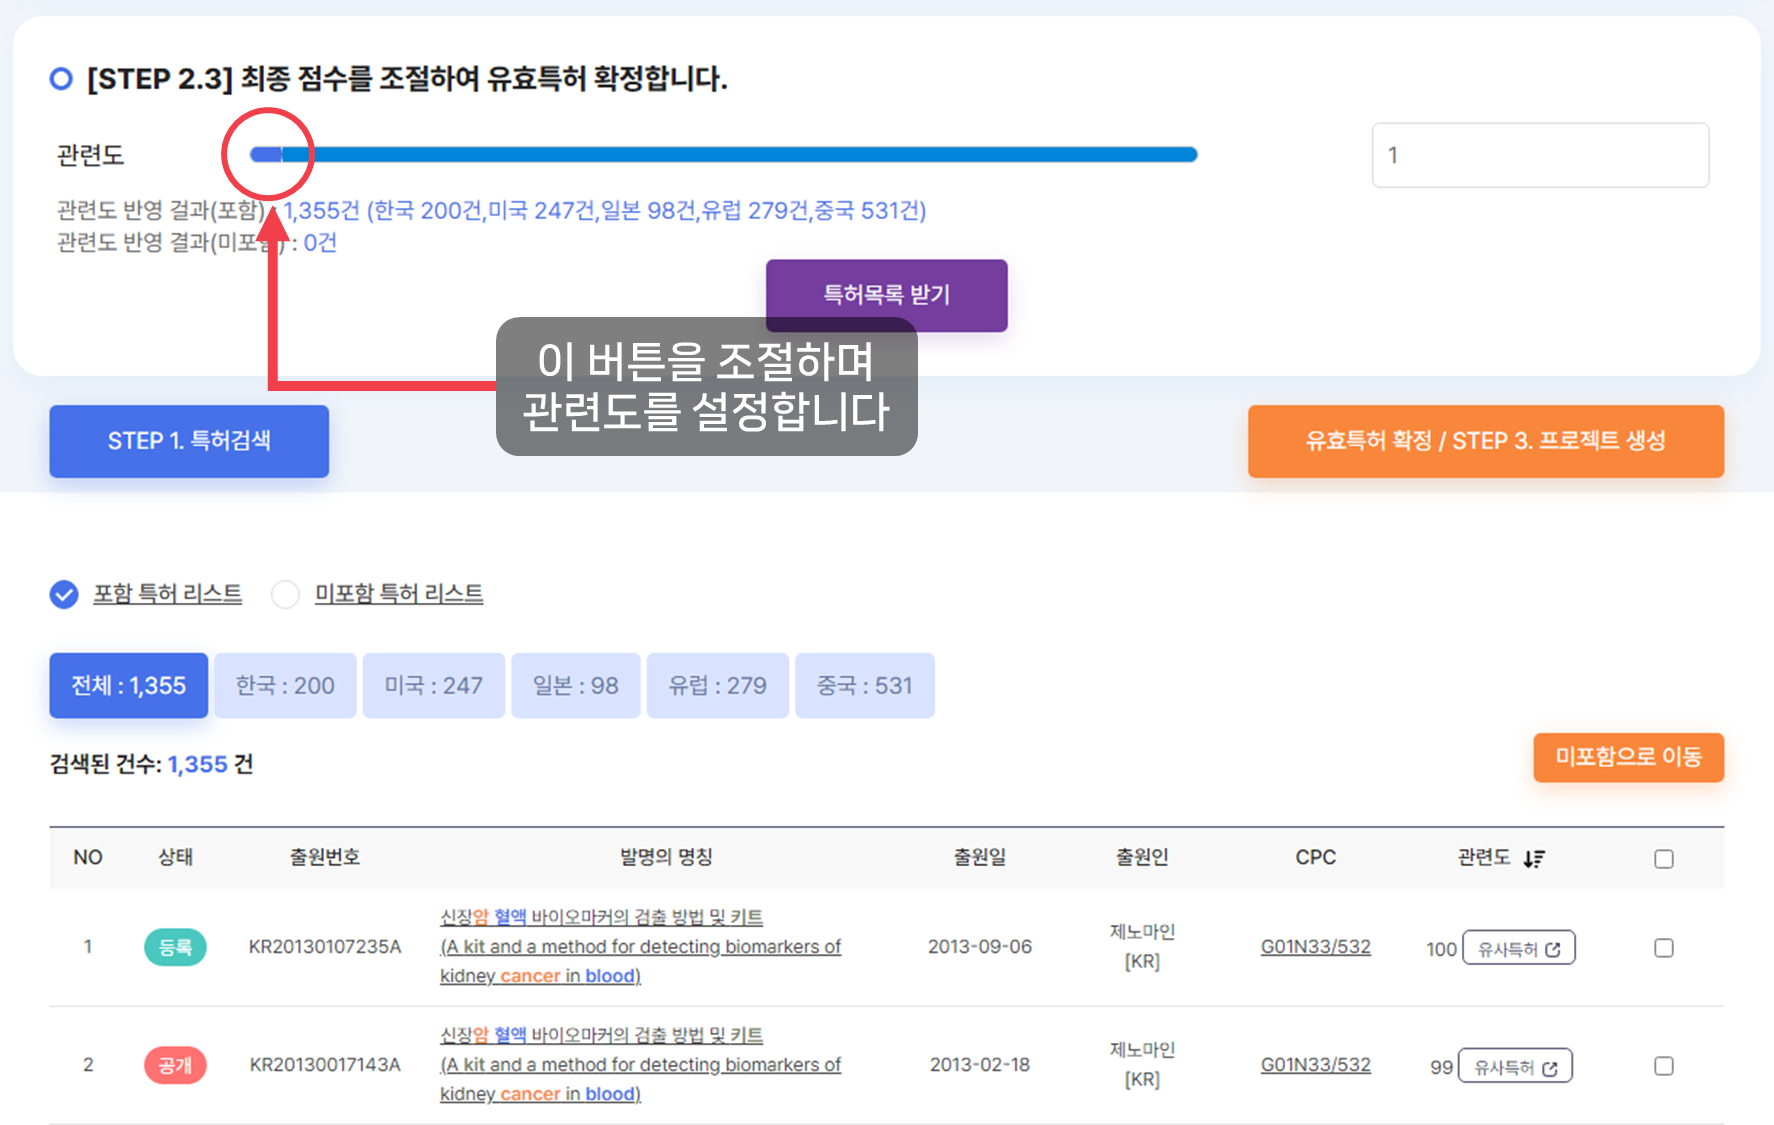 [STEP 2.3] 최종 점수를 조절하여 유효특허 확정합니다.
관련도
1
관련도 반영 결과(포함) : 1,355건 (한국 200건,미국 247건,일본 98건,유럽 279건,중국 531건)
관련도 반영 결과(미포함) : 0건
특허목록 받기
이 버튼을 조절하며
관련도를 설정합니다
STEP 1. 특허검색
유효특허 확정 / STEP 3. 프로젝트 생성
포함 특허 리스트 미포함 특허 리스트
전체 : 1,355 한국 : 200 미국 : 247 일본 : 98 유럽 : 279 중국 : 531
검색된 건수: 1,355 건
미포함으로 이동
NO 상태 출원번호 발명의 명칭 출원일 출원인 CPC 관련도
1 등록 KR20130107235A
신장암 혈액 바이오마커의 검출 방법 및 키트
(A kit and a method for detecting biomarkers of
kidney cancer in blood)
2013-09-06
제노마인
[KR]
G01N33/532
100 유사특허
2 공개 KR20130017143A
신장암 혈액 바이오마커의 검출 방법 및 키트
(A kit and a method for detecting biomarkers of
kidney cancer in blood)
2013-02-18
제노마인
[KR]
G01N33/532
99 유사특허